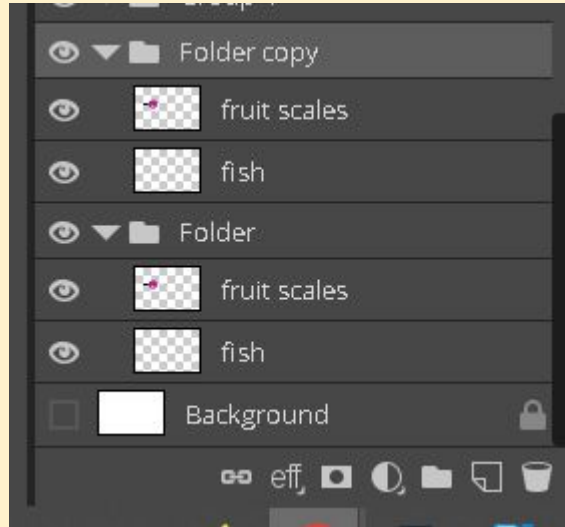 Folder copy
fruit scales
fish
Folder
fruit scales
fish
Background
eff